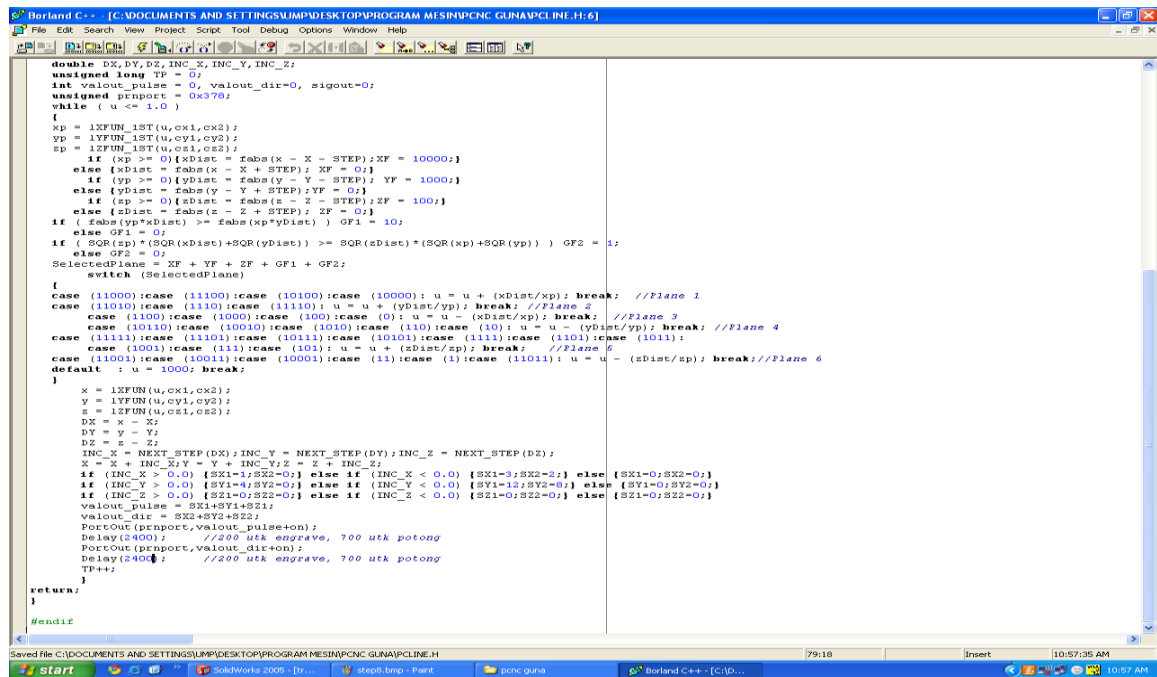 Borland C++ - [C:\DOCUMENTS AND SETTINGS\UMP\DESKTOP\PROGRAM MESIN\PCNC GUNA\PCLINE.H:6]
File Edit Search View Project Script Tool Debug Options Window Help
double DX,DY,DZ,INC_X,INC_Y,INC_Z;
unsigned long TP = 0;
int valout_pulse = 0, valout_dir=0, sigout=0;
unsigned prnport = 0x378;
while ( u <= 1.0 )
{
xp = lXFUN_1ST(u,cx1,cx2);
yp = lYFUN_1ST(u,cy1,cy2);
zp = lZFUN_1ST(u,cz1,cz2);
if (xp >= 0){xDist = fabs(x - X - STEP);XF = 10000;}
else {xDist = fabs(x - X + STEP); XF = 0;}
if (yp >= 0){yDist = fabs(y - Y - STEP); YF = 1000;}
else {yDist = fabs(y - Y + STEP);YF = 0;}
if (zp >= 0){zDist = fabs(z - Z - STEP);ZF = 100;}
else {zDist = fabs(z - Z + STEP); ZF = 0;}
if ( fabs(yp*xDist) >= fabs(xp*yDist) ) GF1 = 10;
else GF1 = 0;
if ( SQR(zp)*(SQR(xDist)+SQR(yDist)) >= SQR(zDist)*(SQR(xp)+SQR(yp)) ) GF2 = 1;
else GF2 = 0;
SelectedPlane = XF + YF + ZF + GF1 + GF2;
switch (SelectedPlane)
{
case (11000):case (11100):case (10100):case (10000): u = u + (xDist/xp); break; //Plane 1
case (11010):case (1110):case (11110): u = u + (yDist/yp); break; //Plane 2
case (1100):case (1000):case (100):case (0): u = u - (xDist/xp); break; //Plane 3
case (10110):case (10010):case (1010):case (110):case (10): u = u - (yDist/yp); break; //Plane 4
case (11111):case (11101):case (10111):case (10101):case (1111):case (1101):case (1011):
case (1001):case (111):case (101): u = u + (zDist/zp); break; //Plane 5
case (11001):case (10011):case (10001):case (11):case (1):case (11011): u = u - (zDist/zp); break;//Plane 6
default : u = 1000; break;
}
x = lXFUN(u,cx1,cx2);
y = lYFUN(u,cy1,cy2);
z = lZFUN(u,cz1,cz2);
DX = x - X;
DY = y - Y;
DZ = z - Z;
INC_X = NEXT_STEP(DX);INC_Y = NEXT_STEP(DY);INC_Z = NEXT_STEP(DZ);
X = X + INC_X;Y = Y + INC_Y;Z = Z + INC_Z;
if (INC_X > 0.0) {SX1=1;SX2=0;} else if (INC_X < 0.0) {SX1=3;SX2=2;} else {SX1=0;SX2=0;}
if (INC_Y > 0.0) {SY1=4;SY2=0;} else if (INC_Y < 0.0) {SY1=12;SY2=8;} else {SY1=0;SY2=0;}
if (INC_Z > 0.0) {SZ1=0;SZ2=0;} else if (INC_Z < 0.0) {SZ1=0;SZ2=0;} else {SZ1=0;SZ2=0;}
valout_pulse = SX1+SY1+SZ1;
valout_dir = SX2+SY2+SZ2;
PortOut(prnport,valout_pulse+on);
Delay(2400); //200 utk engrave, 700 utk potong
PortOut(prnport,valout_dir+on);
Delay(2400); //200 utk engrave, 700 utk potong
TP++;
}
return;
}
#endif
Saved file C:\DOCUMENTS AND SETTINGS\UMP\DESKTOP\PROGRAM MESIN\PCNC GUNA\PCLINE.H 79:18 Insert 10:57:35 AM
start SolidWorks 2005 - [tr... step8.bmp - Paint pcnc guna Borland C++ - [C:\D... 10:57 AM